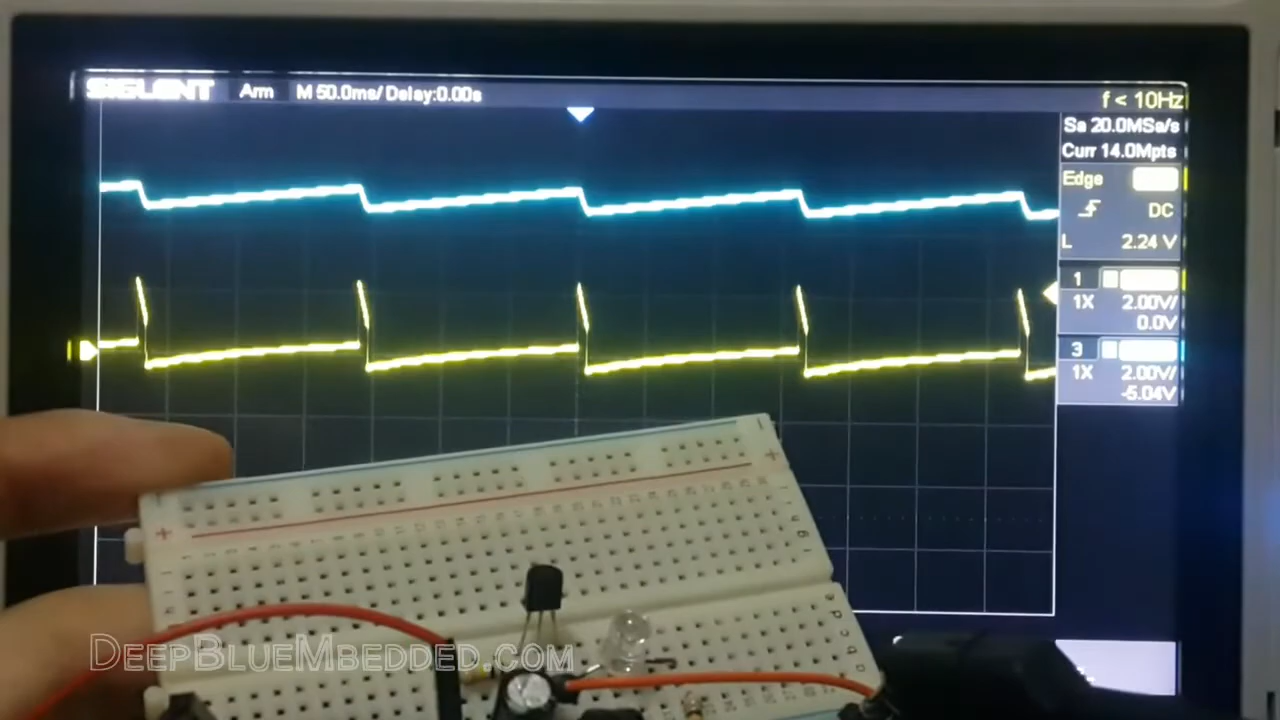 SIGLENT Arm M 50.0ms/ Delay:0.00s
f < 10Hz
Sa 20.0MSa/s
Curr 14.0Mpts
Edge
DC
L 2.24 V
1
1X 2.00V/
0.0V
3
1X 2.00V/
-5.04V
DeepBlueMbedded.com